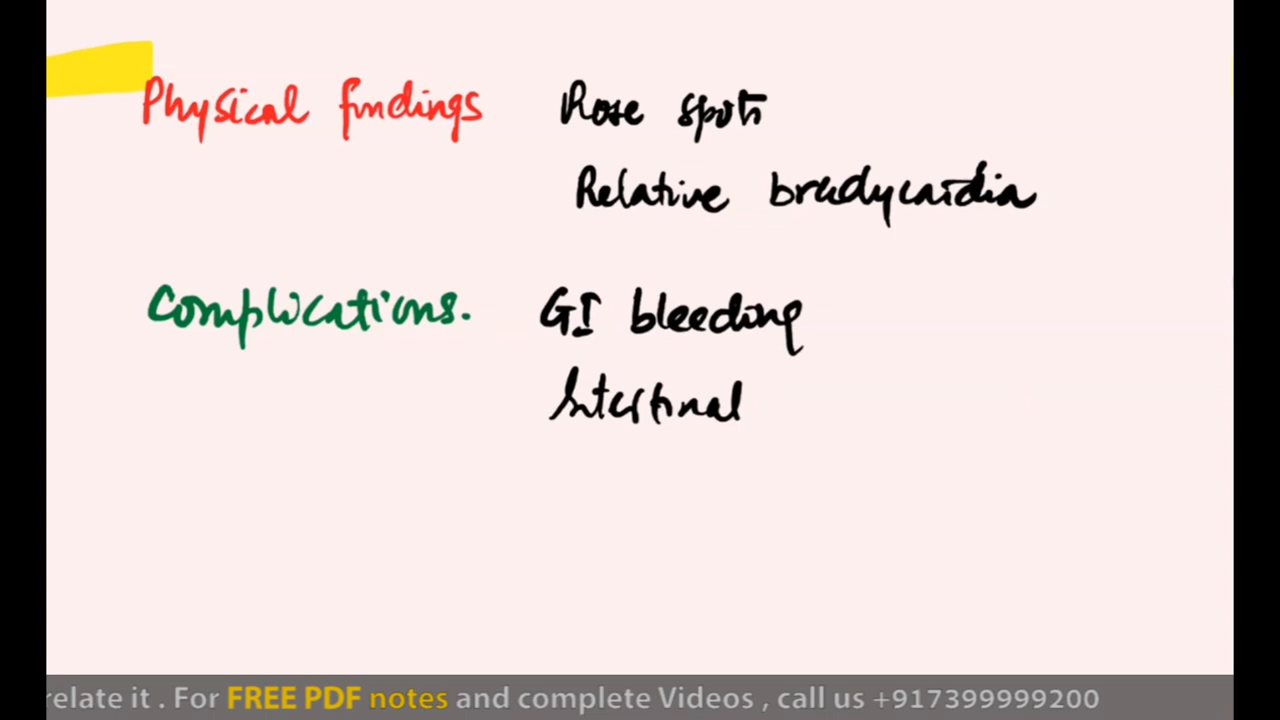 Physical findings Rose spots
Relative bradycardia
Complications. GI bleeding
Intestinal
relate it . For FREE PDF notes and complete Videos , call us +917399999200